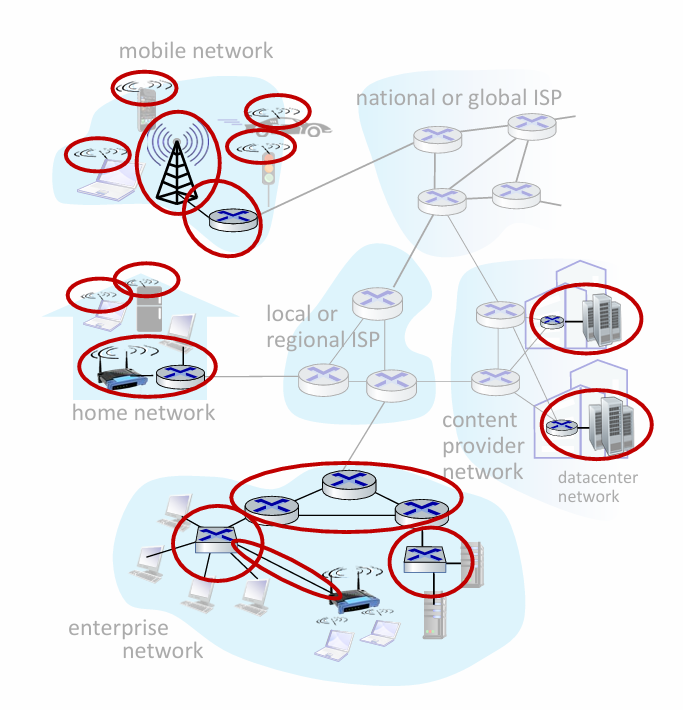 mobile network
national or global ISP
local or
regional ISP
home network
content
provider
network
datacenter
network
enterprise
network